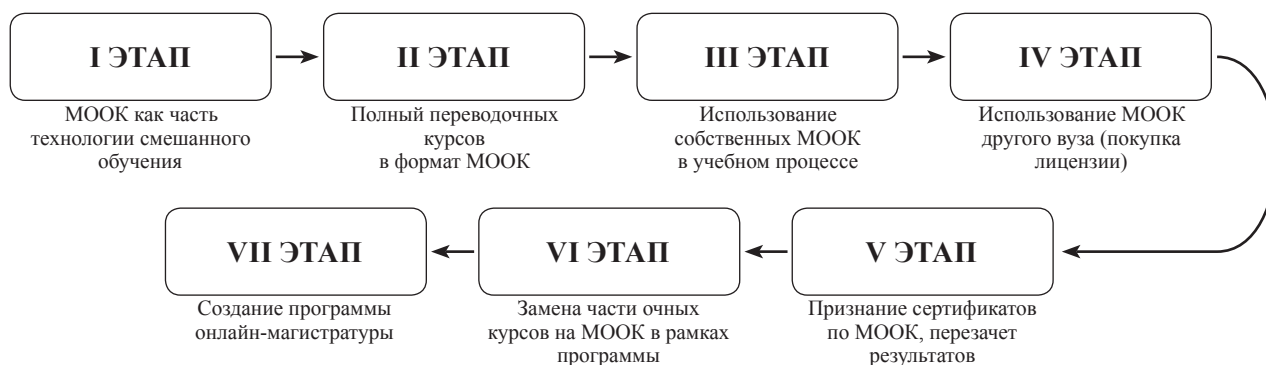 I ЭТАП
II ЭТАП
III ЭТАП
IV ЭТАП
МООК как часть
технологии смешанного
обучения
Полный переводочных
курсов
в формат МООК
Использование
собственных МООК
в учебном процессе
Использование МООК
другого вуза (покупка
лицензии)
VII ЭТАП
VI ЭТАП
V ЭТАП
Создание программы
онлайн-магистратуры
Замена части очных
курсов на МООК в рамках
программы
Признание сертификатов
по МООК, перезачет
результатов